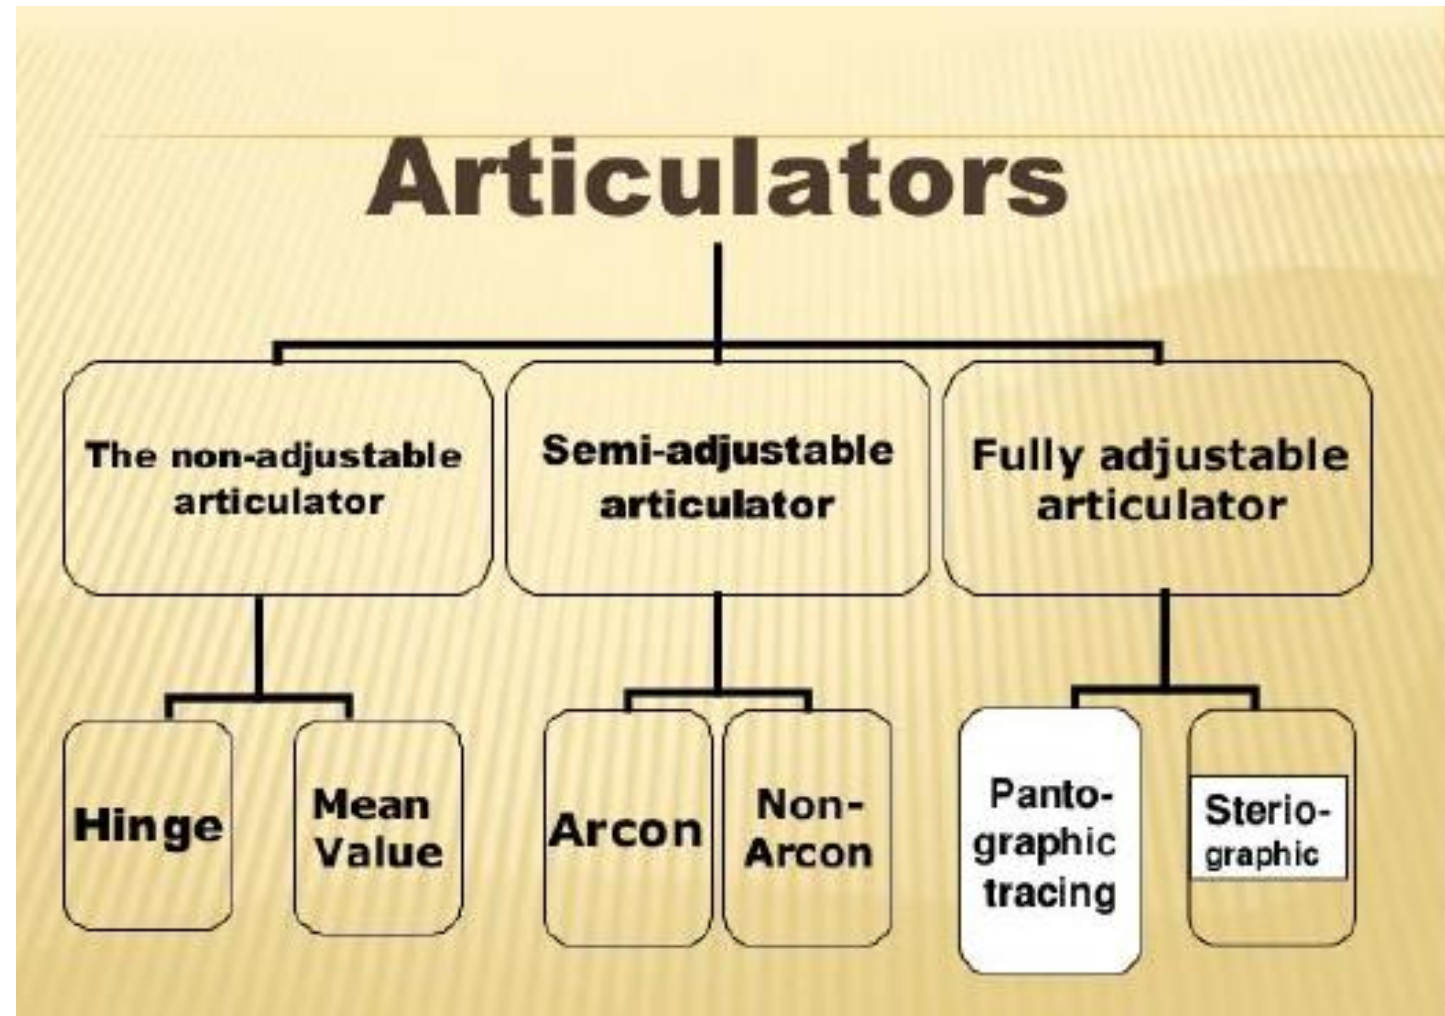 Articulators
The non-adjustable
articulator
Semi-adjustable
articulator
Fully adjustable
articulator
Hinge
Mean
Value
Arcon
Non-
Arcon
Panto-
graphic
tracing
Sterio-
graphic